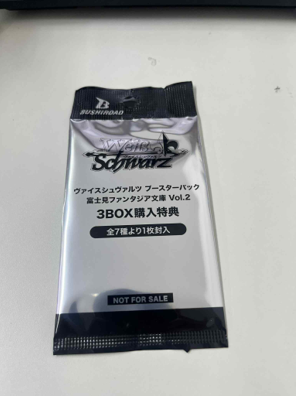 BUSHIROAD
Weiß
Schwarz
ヴァイスシュヴァルツ ブースターパック
富士見ファンタジア文庫 Vol.2
3BOX購入特典
全7種より1枚封入
NOT FOR SALE